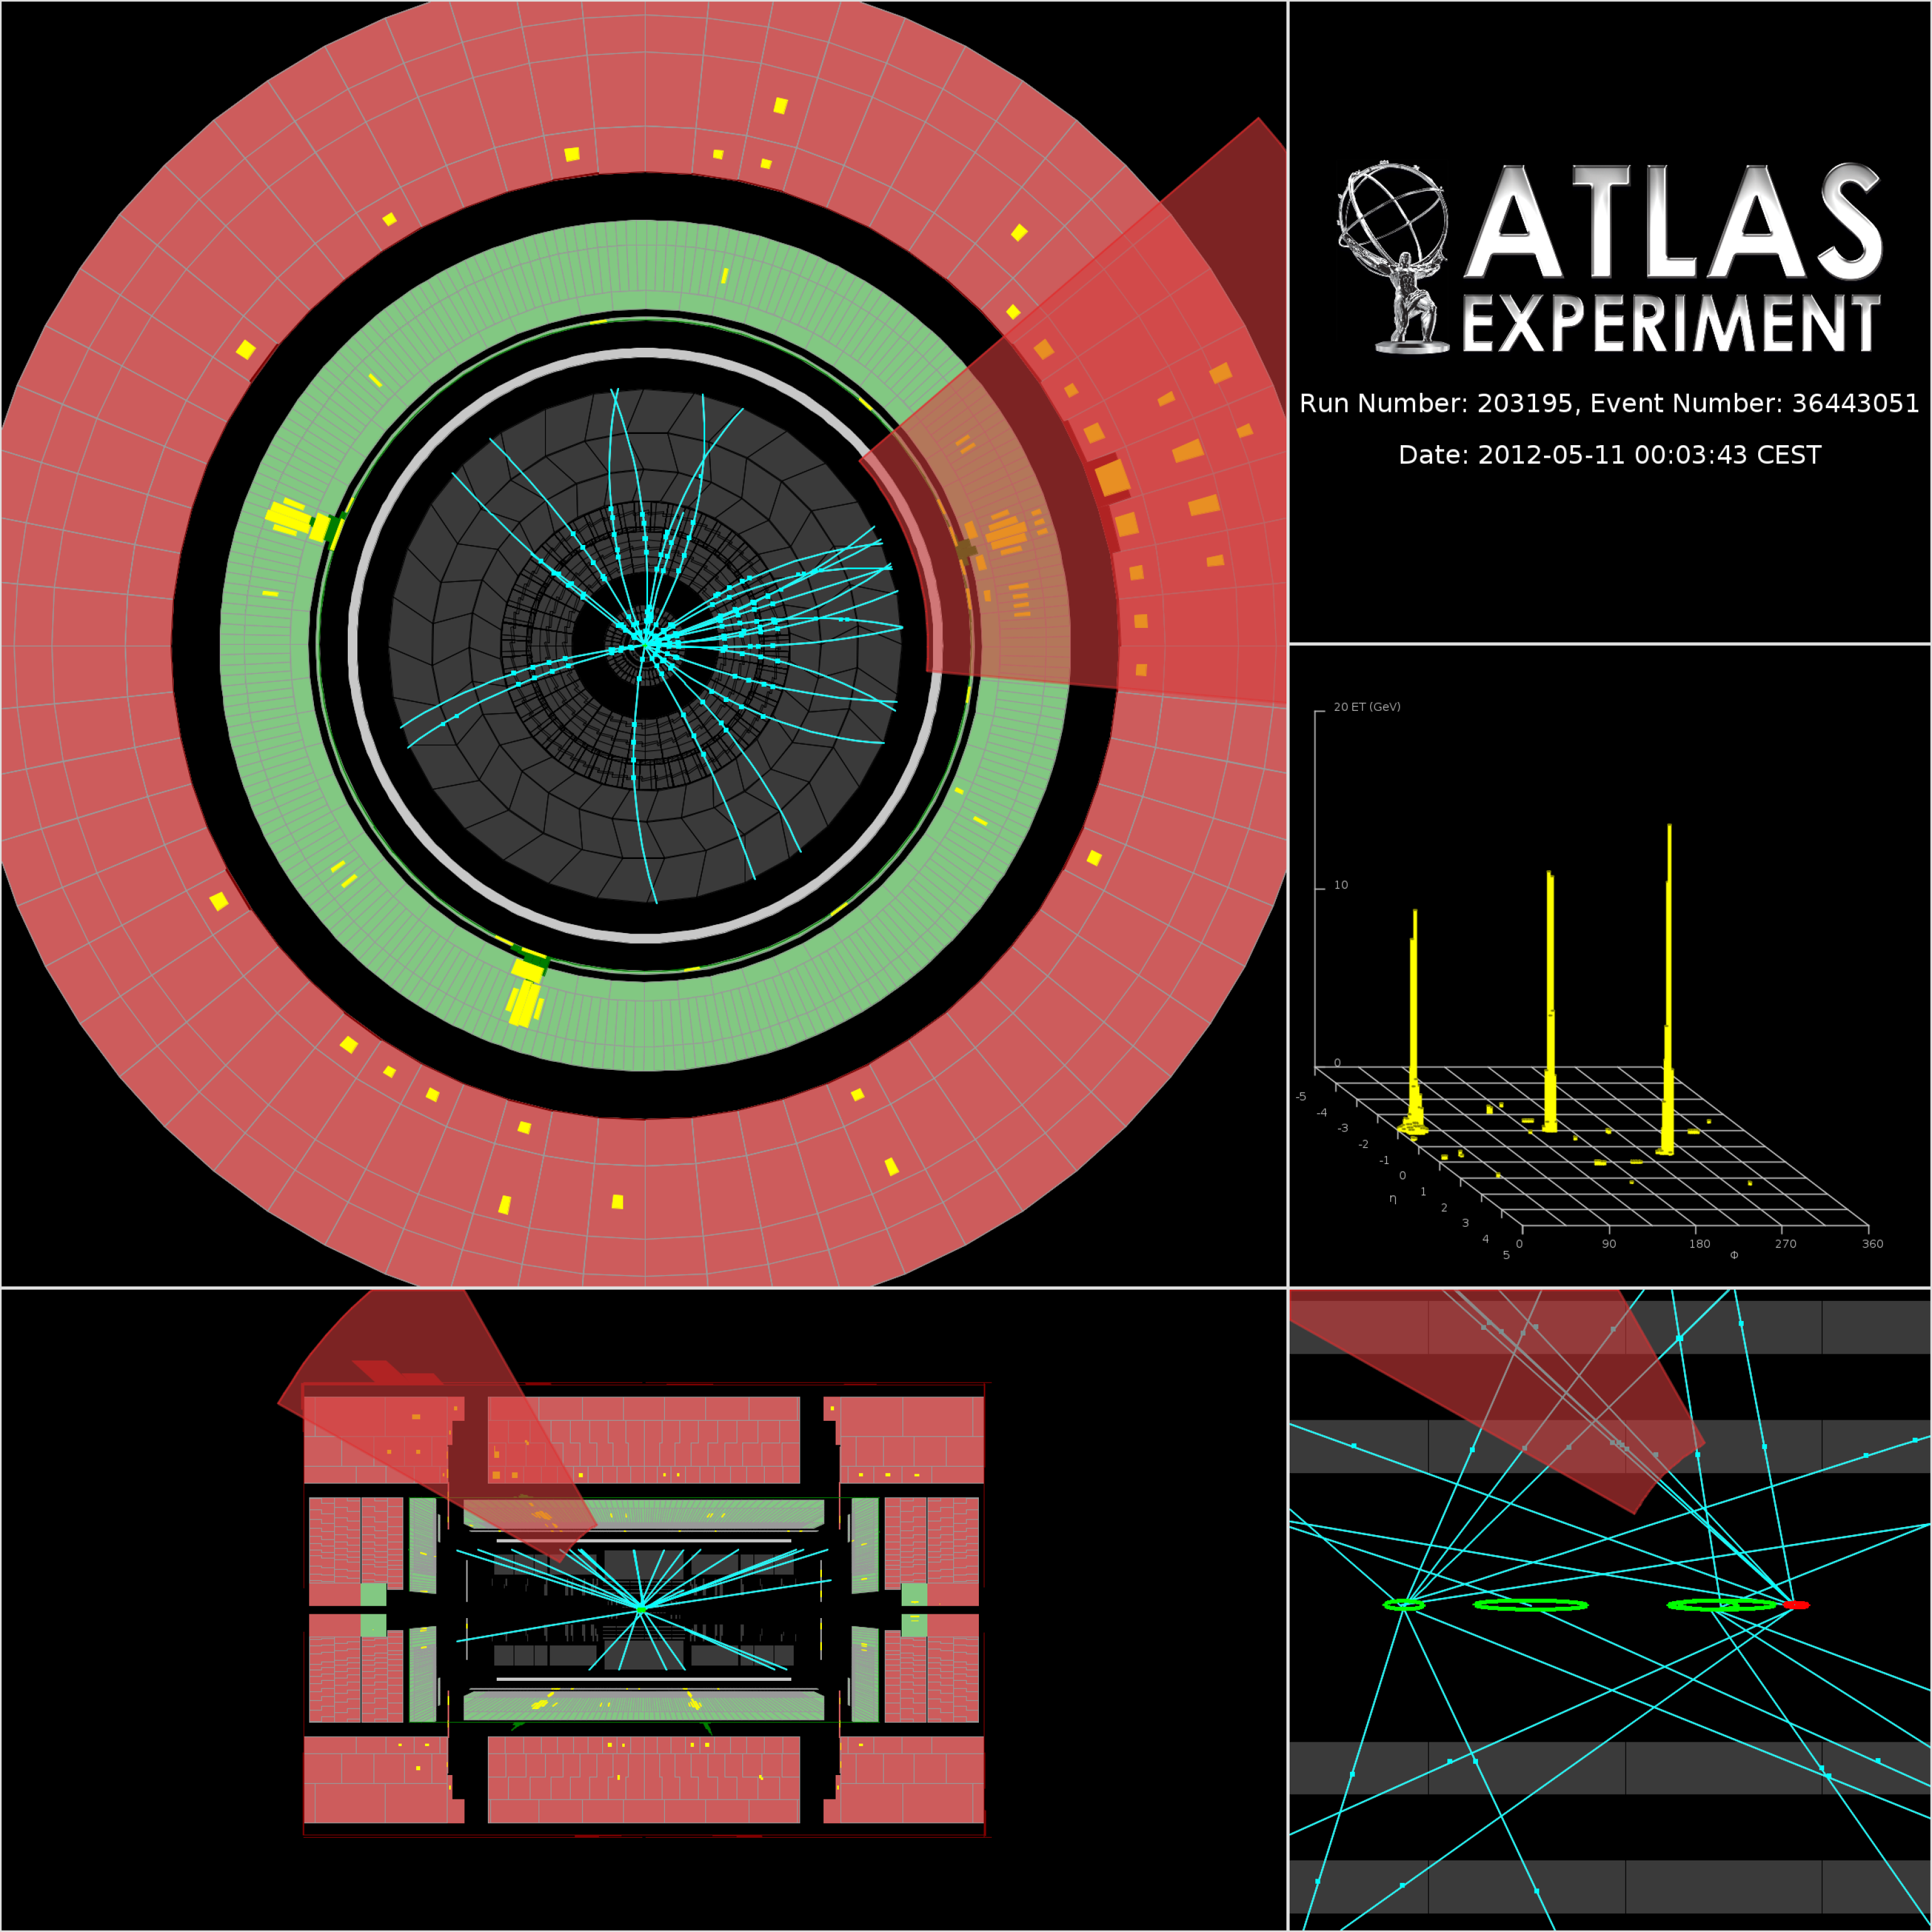 ATLAS
EXPERIMENT
Run Number: 203195, Event Number: 36443051
Date: 2012-05-11 00:03:43 CEST
20 ET (GeV)
10
0
-5
-4
-3
-2
-1
0
1
2
3
4
5
η
0
90
180
270
360
Φ